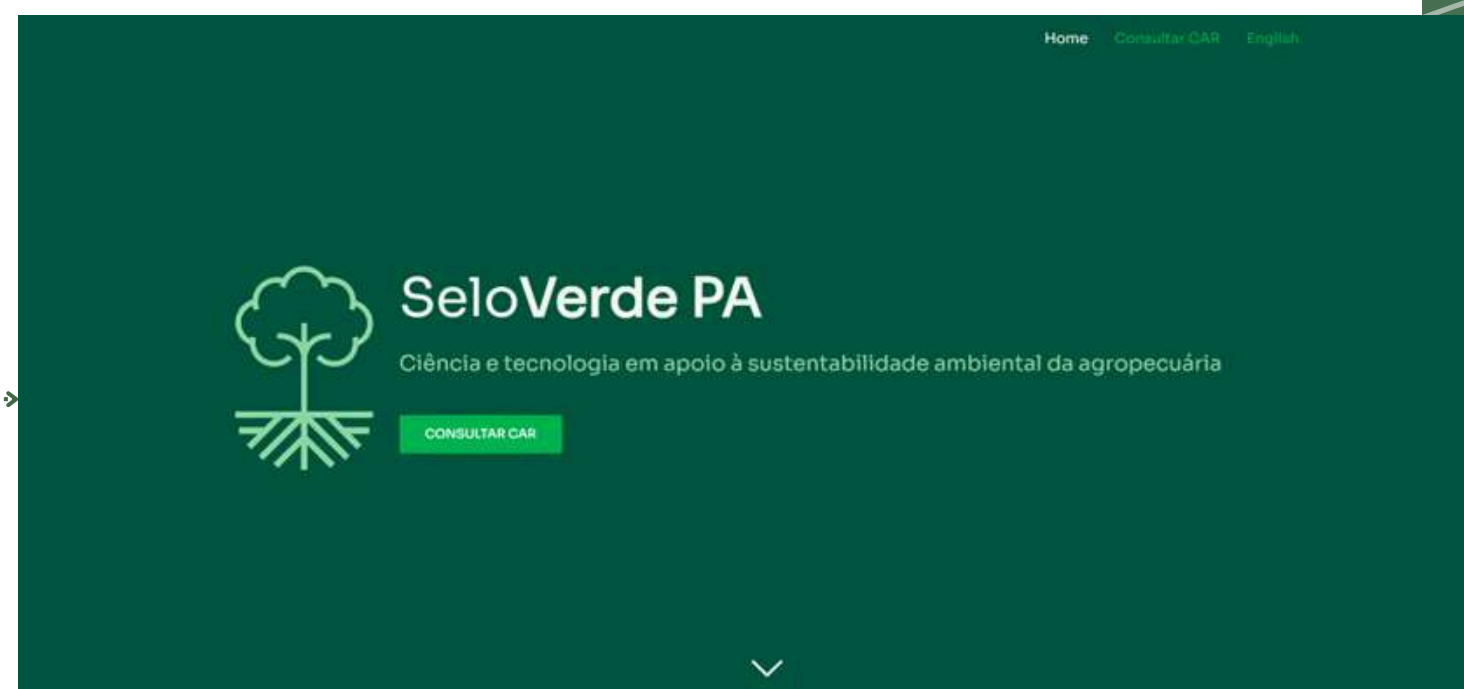 Home Consultar CAR English
SeloVerde PA
Ciência e tecnologia em apoio à sustentabilidade ambiental da agropecuária
CONSULTAR CAR